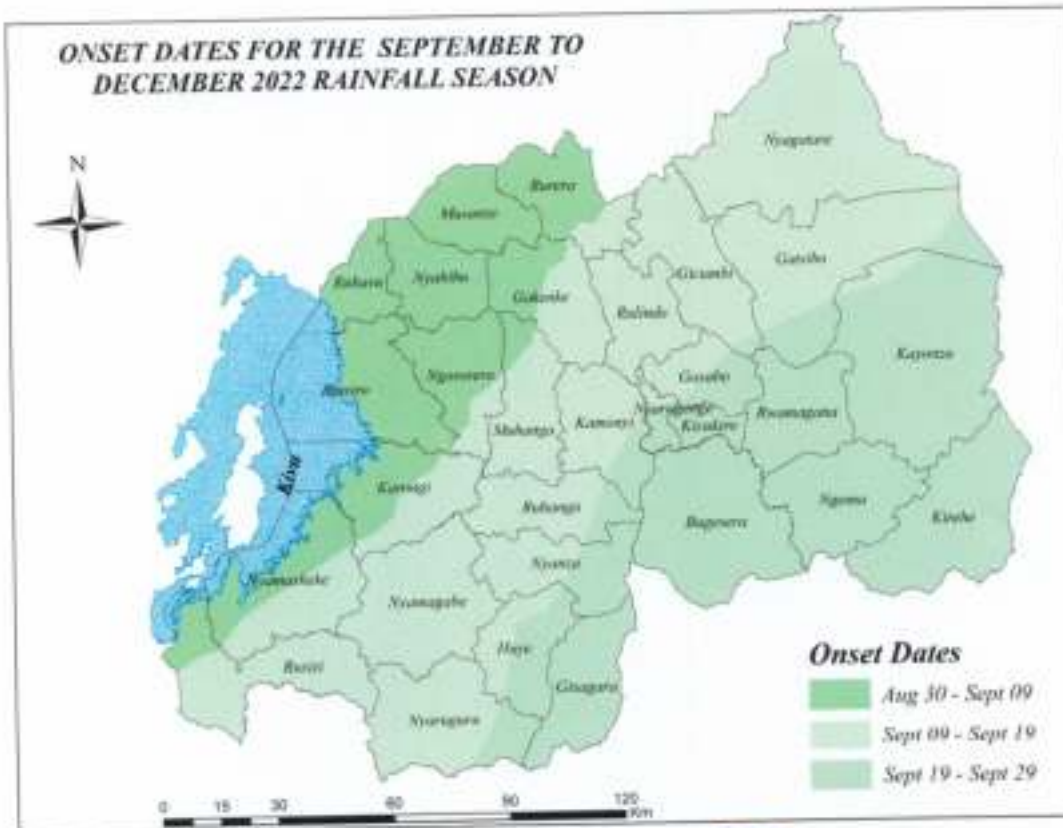 ONSET DATES FOR THE SEPTEMBER TO
DECEMBER 2022 RAINFALL SEASON
N
Nyagatare
Burera
Musanze
Gatsibo
Rubavu
Nyabihu
Gicumbi
Gakenke
Rulindo
Kayonza
Ngororero
Gasabo
Rutsiro
Nyarugenge
Rwamagana
Muhanga
Kamonyi
Kicukiro
Kivu
Karongi
Ngoma
Ruhango
Bugesera
Kirehe
Nyanza
Nyamasheke
Nyamagabe
Huye
Rusizi
Gisagara
Nyaruguru
Onset Dates
Aug 30 - Sept 09
Sept 09 - Sept 19
Sept 19 - Sept 29
0 15 30 60 90 120
Km